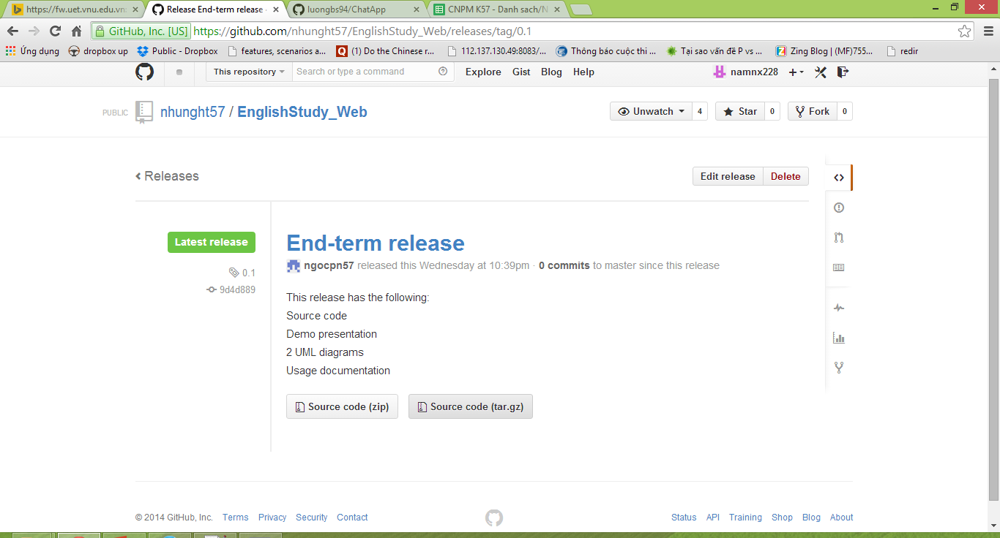 https://fw.uet.vnu.edu.vn: Release End-term release · luongbs94/ChatApp CNPM K57 - Danh sach/N
GitHub, Inc. [US] https://github.com/nhunght57/EnglishStudy_Web/releases/tag/0.1
Ứng dụng dropbox up Public - Dropbox features, scenarios a... (1) Do the Chinese r... 112.137.130.49:8083/... Thông báo cuộc thi ... Tại sao vấn đề P vs ... Zing Blog | (MF)755... redir
This repository Search or type a command Explore Gist Blog Help namnx228
PUBLIC nhunght57 / EnglishStudy_Web Unwatch 4 Star 0 Fork 0
Releases Edit release Delete
Latest release
0.1
9d4d889
End-term release
ngocpn57 released this Wednesday at 10:39pm · 0 commits to master since this release
This release has the following:
Source code
Demo presentation
2 UML diagrams
Usage documentation
Source code (zip) Source code (tar.gz)
© 2014 GitHub, Inc. Terms Privacy Security Contact Status API Training Shop Blog About